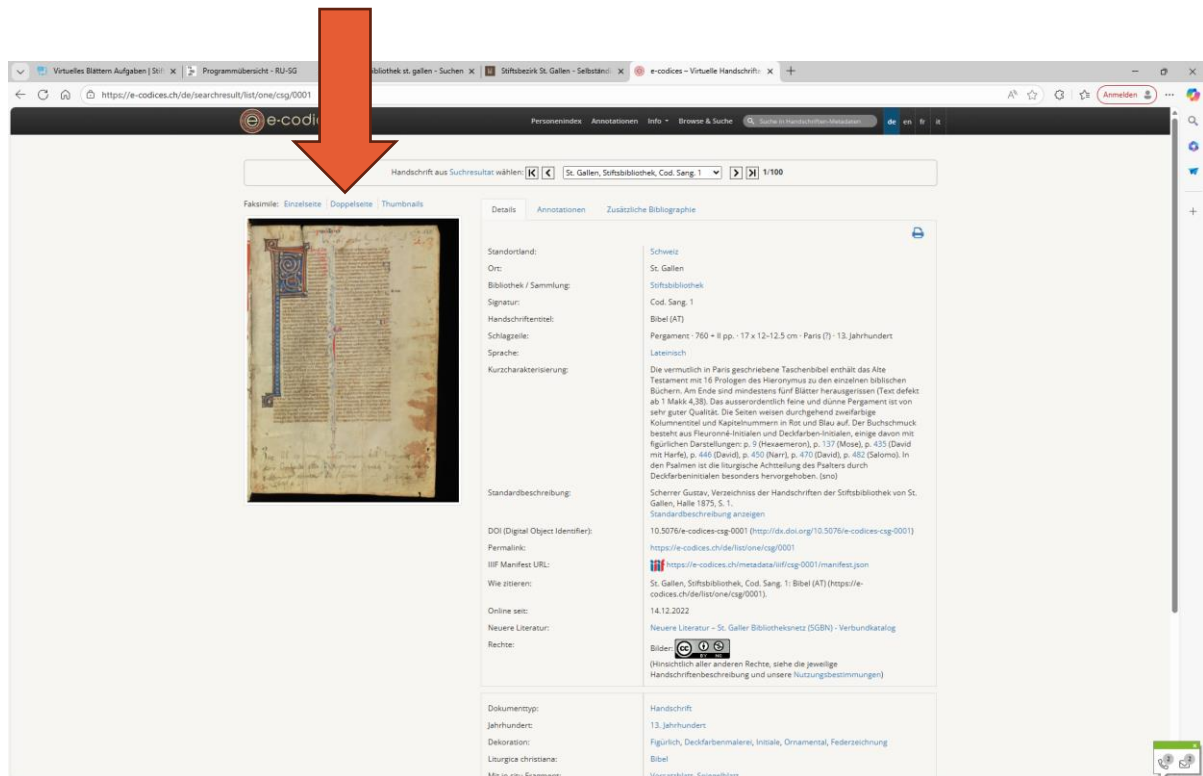 Virtuelles Blättern Aufgaben | Stif
Programmübersicht - RU-SG
bibliothek st. gallen - Suchen
Stiftsbezirk St. Gallen - Selbständi
e-codices – Virtuelle Handschrifte
https://e-codices.ch/de/searchresult/list/one/csg/0001
Anmelden
e-codi
Personenindex Annotationen Info Browse & Suche Suche in Handschriften-Metadaten de en fr it
Handschrift aus Suchresultat wählen: St. Gallen, Stiftsbibliothek, Cod. Sang. 1 1/100
Faksimile: Einzelseite Doppelseite Thumbnails
Details Annotationen Zusätzliche Bibliographie
Standortland: Schweiz
Ort: St. Gallen
Bibliothek / Sammlung: Stiftsbibliothek
Signatur: Cod. Sang. 1
Handschriftentitel: Bibel (AT)
Schlagzeile: Pergament · 760 + II pp. · 17 x 12–12.5 cm · Paris (?) · 13. Jahrhundert
Sprache: Lateinisch
Kurzcharakterisierung: Die vermutlich in Paris geschriebene Taschenbibel enthält das Alte
Testament mit 16 Prologen des Hieronymus zu den einzelnen biblischen
Büchern. Am Ende sind mindestens fünf Blätter herausgerissen (Text defekt
ab 1 Makk 4,38). Das ausserordentlich feine und dünne Pergament ist von
sehr guter Qualität. Die Seiten weisen durchgehend zweifarbige
Kolumnentitel und Kapitelnummern in Rot und Blau auf. Der Buchschmuck
besteht aus Fleuronné-Initialen und Deckfarben-Initialen, einige davon mit
figürlichen Darstellungen: p. 9 (Hexaemeron), p. 137 (Mose), p. 435 (David
mit Harfe), p. 446 (David), p. 450 (Narr), p. 470 (David), p. 482 (Salomo). In
den Psalmen ist die liturgische Achtteilung des Psalters durch
Deckfarbeninitialen besonders hervorgehoben. (sno)
Standardbeschreibung: Scherrer Gustav, Verzeichniss der Handschriften der Stiftsbibliothek von St.
Gallen, Halle 1875, S. 1.
Standardbeschreibung anzeigen
DOI (Digital Object Identifier): 10.5076/e-codices-csg-0001 (http://dx.doi.org/10.5076/e-codices-csg-0001)
Permalink: https://e-codices.ch/de/list/one/csg/0001
IIIF Manifest URL: iiif https://e-codices.ch/metadata/iiif/csg-0001/manifest.json
Wie zitieren: St. Gallen, Stiftsbibliothek, Cod. Sang. 1: Bibel (AT) (https://e-
codices.ch/de/list/one/csg/0001).
Online seit: 14.12.2022
Neuere Literatur: Neuere Literatur – St. Galler Bibliotheksnetz (SGBN) - Verbundkatalog
Rechte: Bilder: cc BY NC
(Hinsichtlich aller anderen Rechte, siehe die jeweilige
Handschriftenbeschreibung und unsere Nutzungsbestimmungen)
Dokumenttyp: Handschrift
Jahrhundert: 13. Jahrhundert
Dekoration: Figürlich, Deckfarbenmalerei, Initiale, Ornamental, Federzeichnung
Liturgica christiana: Bibel
Mit in-situ Fragment: Vorsatzblatt, Spiegelblatt